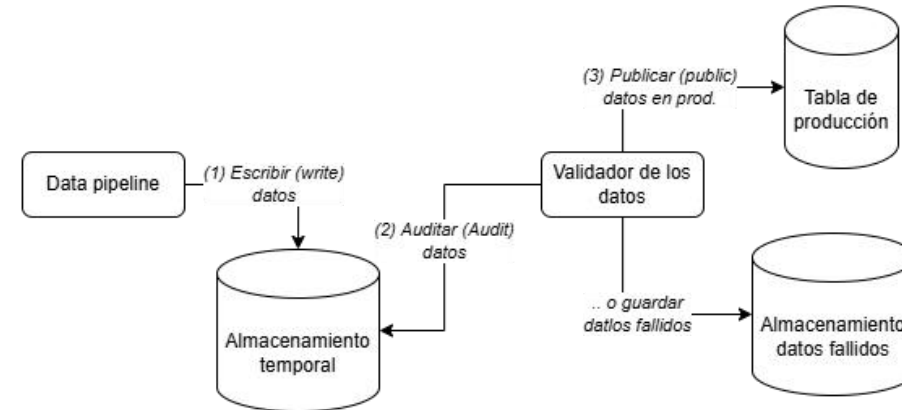 (3) Publicar (public)
datos en prod.
Tabla de
producción
Data pipeline
(1) Escribir (write)
datos
Validador de los
datos
(2) Auditar (Audit)
datos
Almacenamiento
temporal
.. o guardar
datlos fallidos
Almacenamiento
datos fallidos